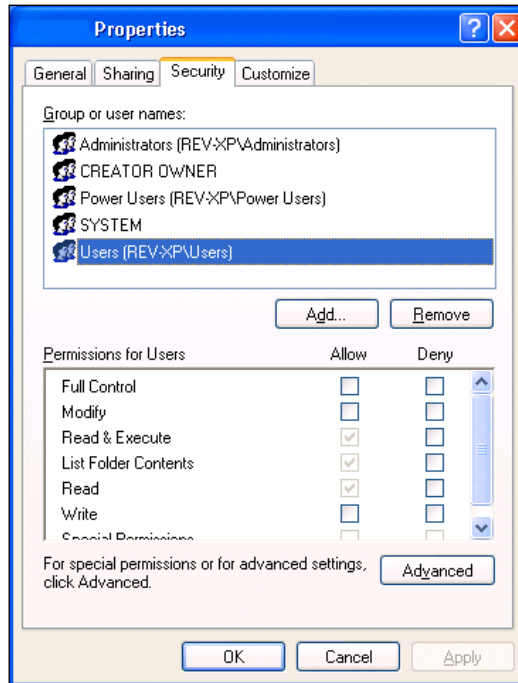 Properties
General Sharing Security Customize
Group or user names:
Administrators (REV-XP\Administrators)
CREATOR OWNER
Power Users (REV-XP\Power Users)
SYSTEM
Users (REV-XP\Users)
Add... Remove
Permissions for Users Allow Deny
Full Control
Modify
Read & Execute
List Folder Contents
Read
Write
Special Permissions
For special permissions or for advanced settings,
click Advanced.
Advanced
OK Cancel Apply